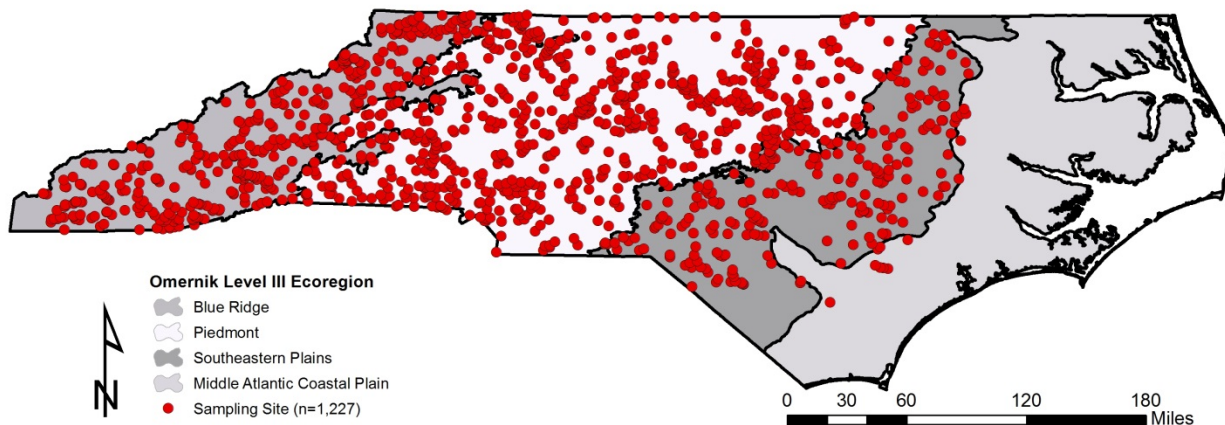 Omernik Level III Ecoregion
Blue Ridge
Piedmont
Southeastern Plains
Middle Atlantic Coastal Plain
Sampling Site (n=1,227)
N
0 30 60 120 180
Miles